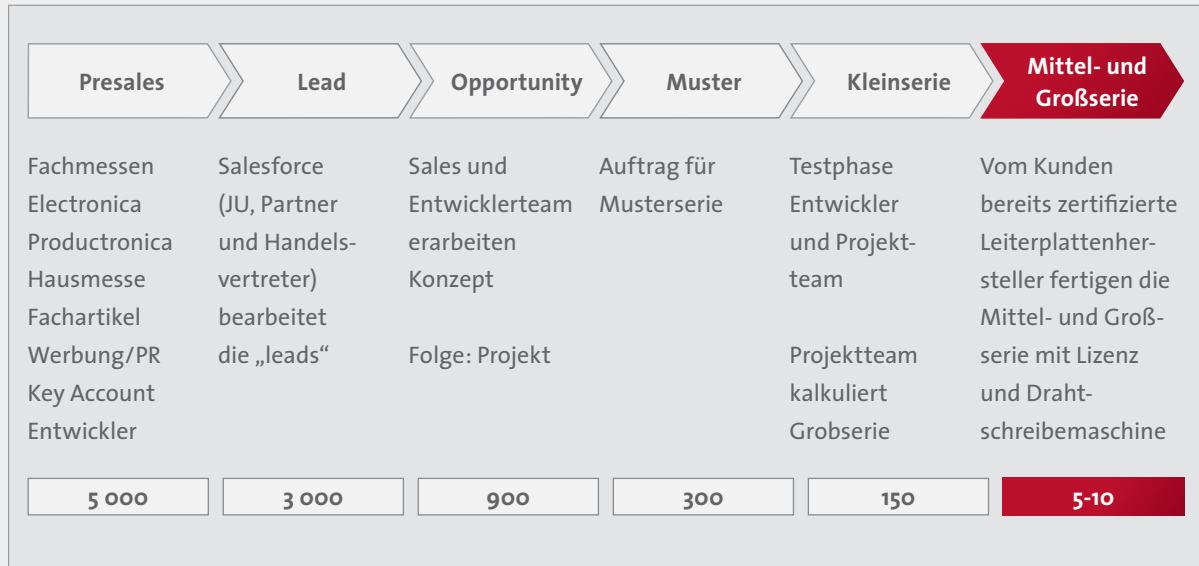 Presales
Lead
Opportunity
Muster
Kleinserie
Mittel- und
Großserie
Fachmessen
Electronica
Productronica
Hausmesse
Fachartikel
Werbung/PR
Key Account
Entwickler
Salesforce
(JU, Partner
und Handels-
vertreter)
bearbeitet
die „leads“
Sales und
Entwicklerteam
erarbeiten
Konzept
Folge: Projekt
Auftrag für
Musterserie
Testphase
Entwickler
und Projekt-
team
Projektteam
kalkuliert
Grobserie
Vom Kunden
bereits zertifizierte
Leiterplattenher-
steller fertigen die
Mittel- und Groß-
serie mit Lizenz
und Draht-
schreibemaschine
5 000
3 000
900
300
150
5-10